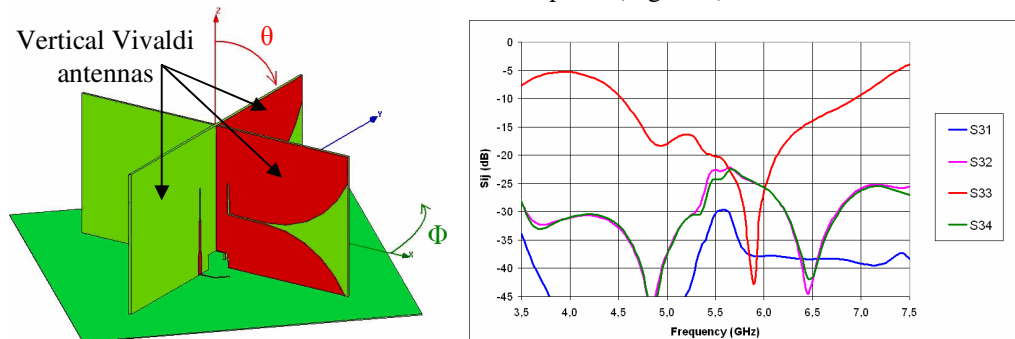 Vertical Vivaldi
antennas
z
θ
Y
Φ
x
0
-5
-10
-15
-20
-25
-30
-35
-40
-45
Sij (dB)
3,5 4,0 4,5 5,0 5,5 6,0 6,5 7,0 7,5
Frequency (GHz)
S31
S32
S33
S34